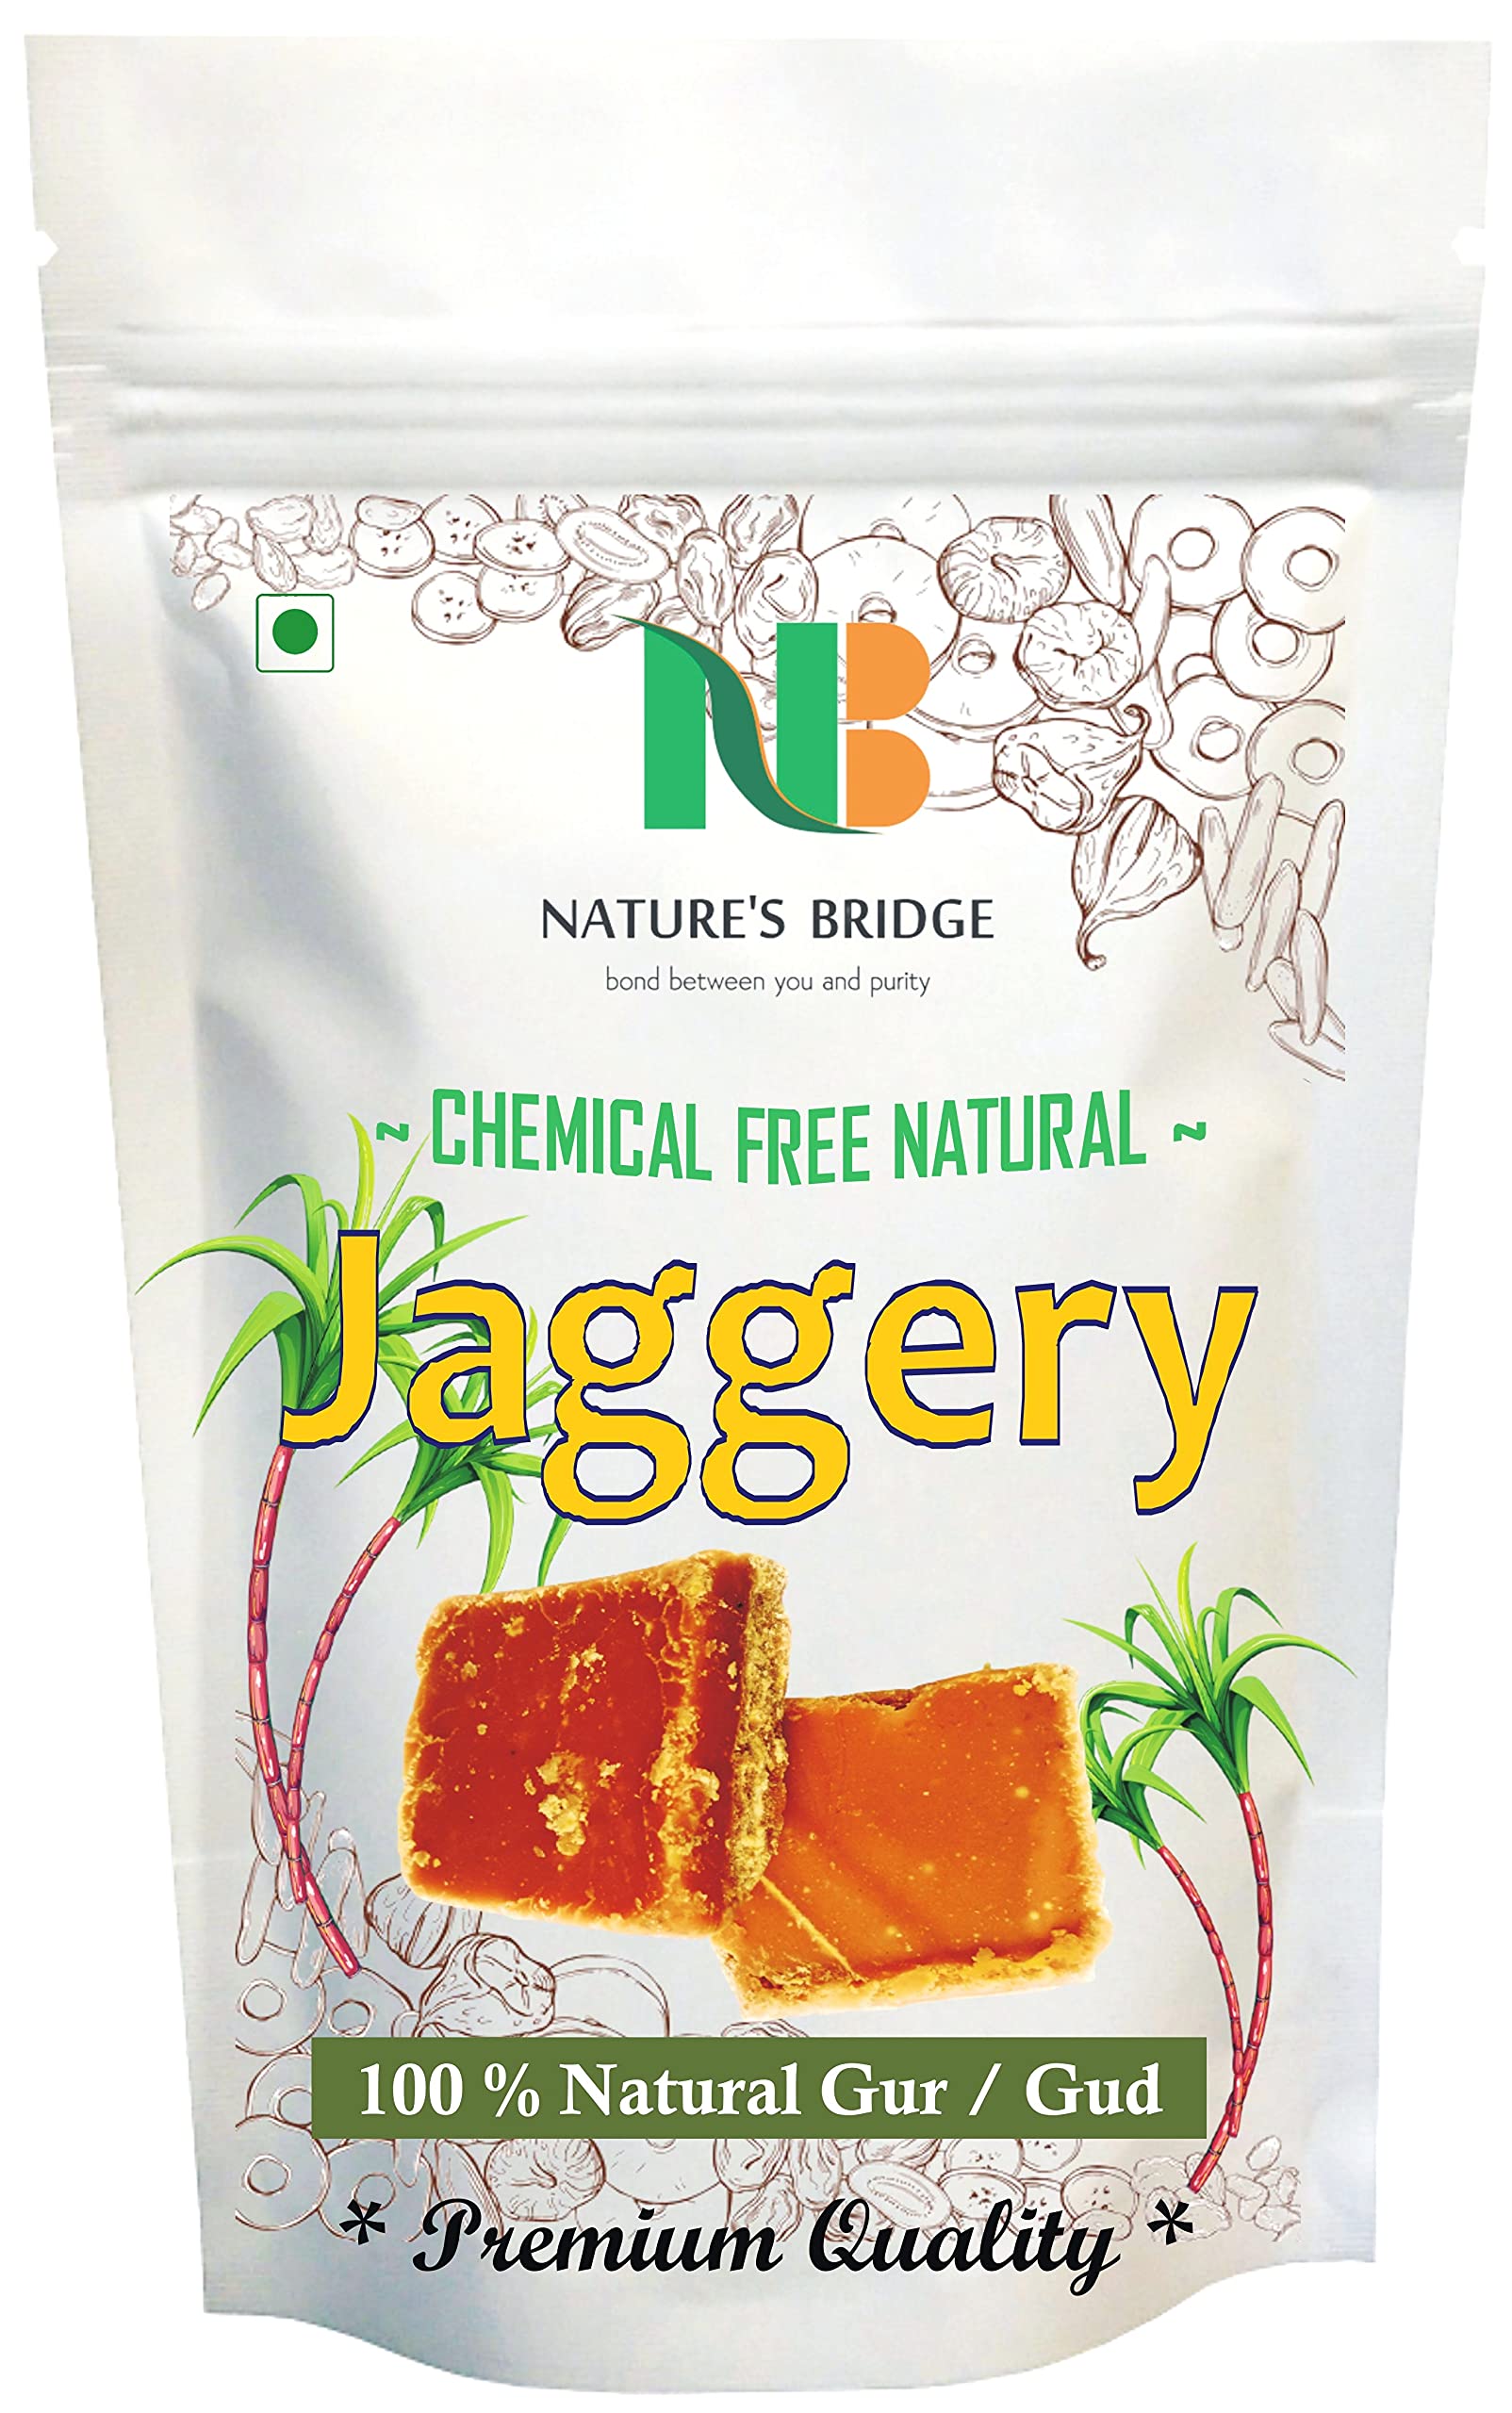 NB
NATURE'S BRIDGE
bond between you and purity
~ CHEMICAL FREE NATURAL ~
Jaggery
100 % Natural Gur / Gud
* Premium Quality *